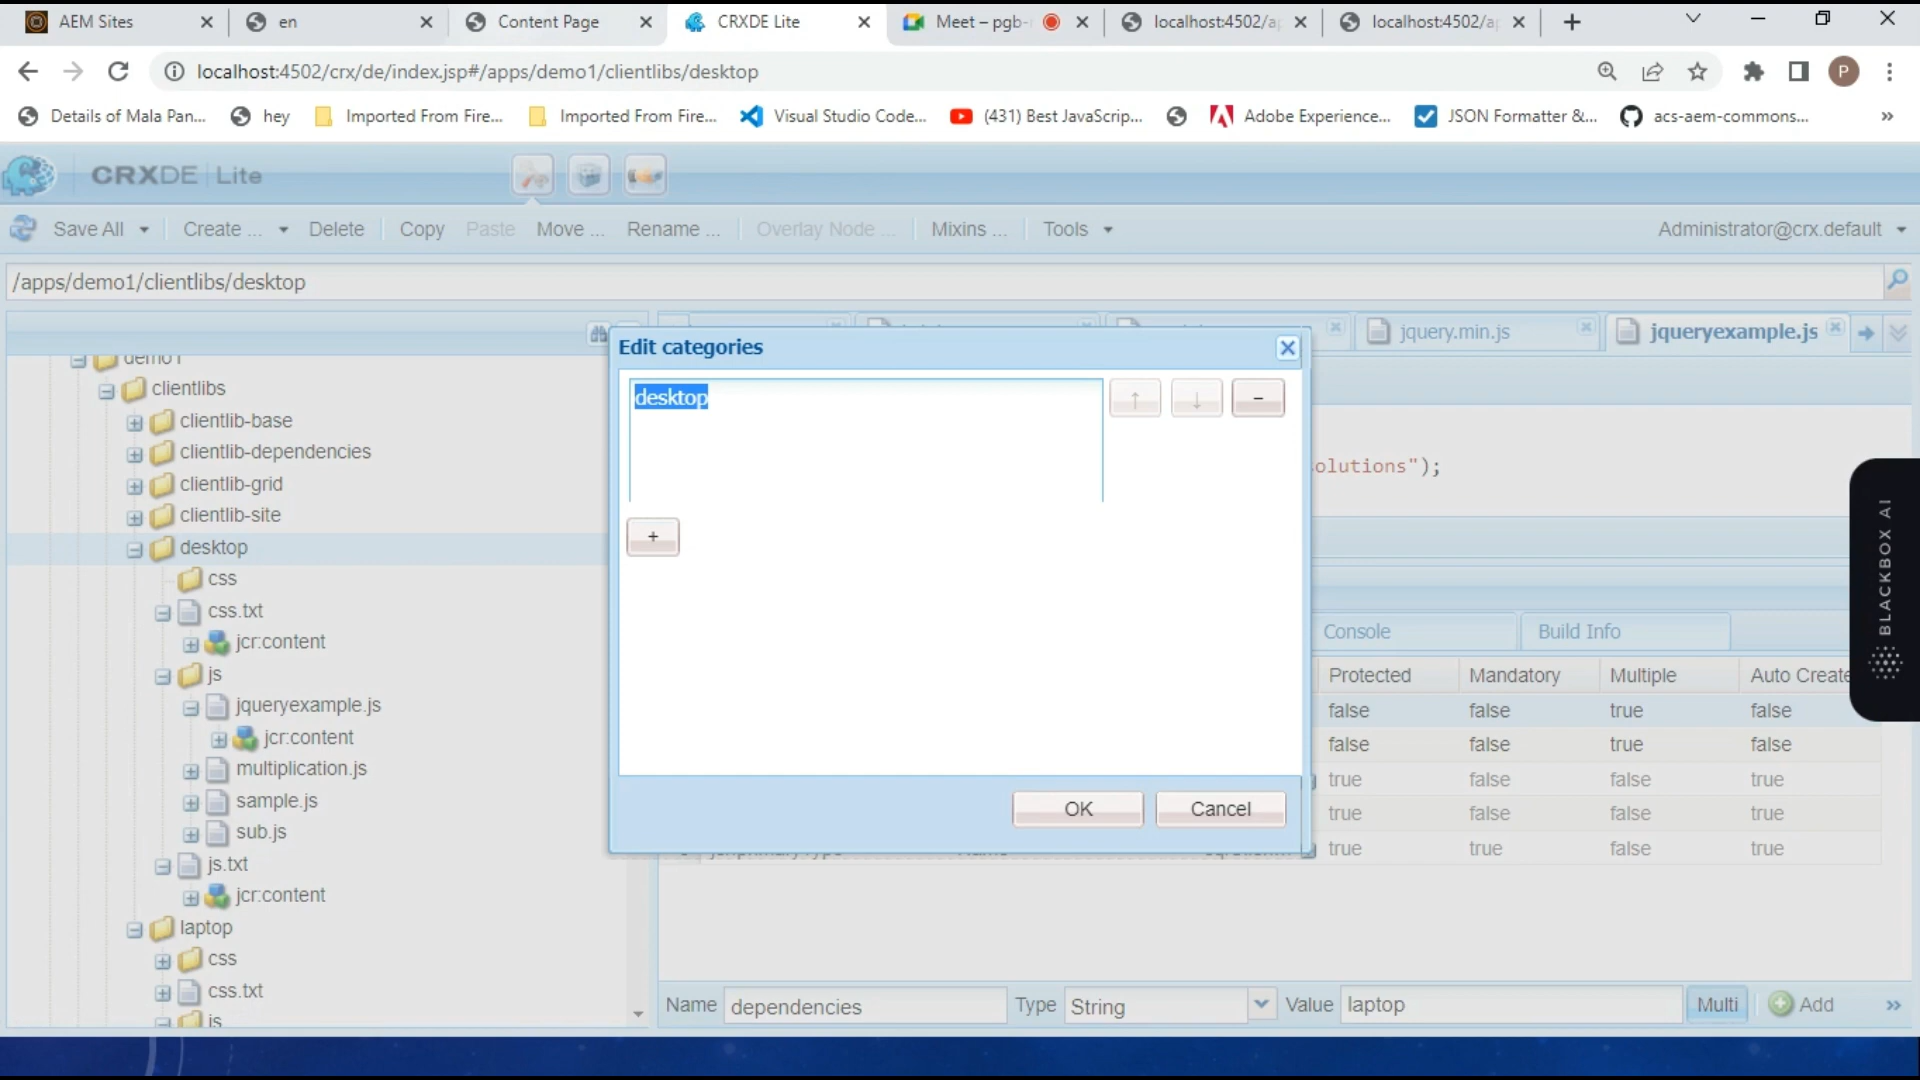 AEM Sites
en
Content Page
CRXDE Lite
Meet – pgb-
localhost:4502/a
localhost:4502/a
localhost:4502/crx/de/index.jsp#/apps/demo1/clientlibs/desktop
P
Details of Mala Pan...
hey
Imported From Fire...
Imported From Fire...
Visual Studio Code...
(431) Best JavaScrip...
Adobe Experience...
JSON Formatter &...
acs-aem-commons...
»
CRXDE | Lite
Save All
Create ...
Delete
Copy
Paste
Move ...
Rename ...
Overlay Node ...
Mixins ...
Tools
Administrator@crx.default
/apps/demo1/clientlibs/desktop
jquery.min.js
jqueryexample.js
Edit categories
desktop
↑
↓
-
+
OK
Cancel
olutions");
demo1
clientlibs
clientlib-base
clientlib-dependencies
clientlib-grid
clientlib-site
desktop
css
css.txt
jcr:content
js
jqueryexample.js
jcr:content
multiplication.js
sample.js
sub.js
js.txt
jcr:content
laptop
css
css.txt
js
BLACKBOX AI
Console
Build Info
Protected Mandatory Multiple Auto Create
false false true false
false false true false
true false false true
true false false true
true true false true
Name dependencies Type String Value laptop Multi Add »